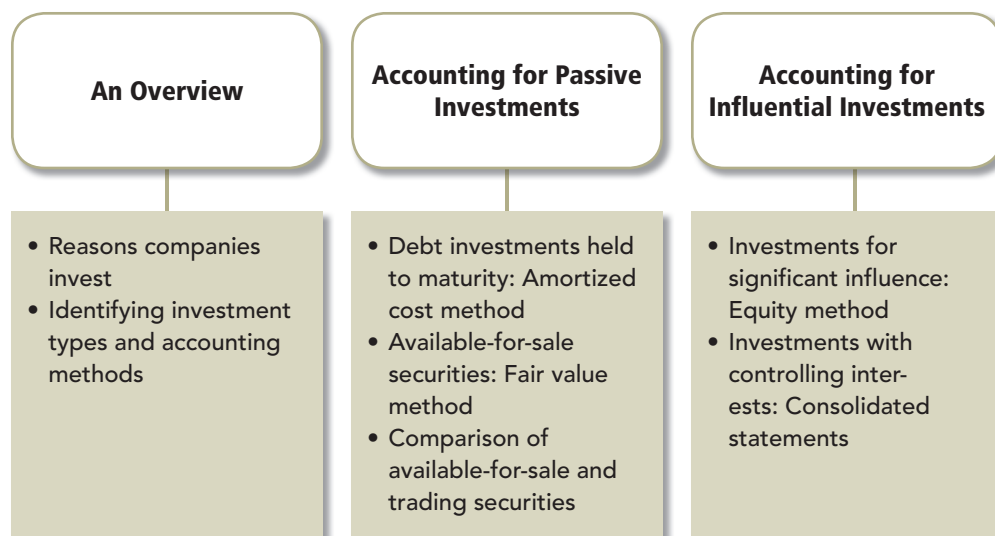 An Overview
• Reasons companies
invest
• Identifying investment
types and accounting
methods
Accounting for Passive
Investments
• Debt investments held
to maturity: Amortized
cost method
• Available-for-sale
securities: Fair value
method
• Comparison of
available-for-sale and
trading securities
Accounting for
Influential Investments
• Investments for
significant influence:
Equity method
• Investments with
controlling inter-
ests: Consolidated
statements